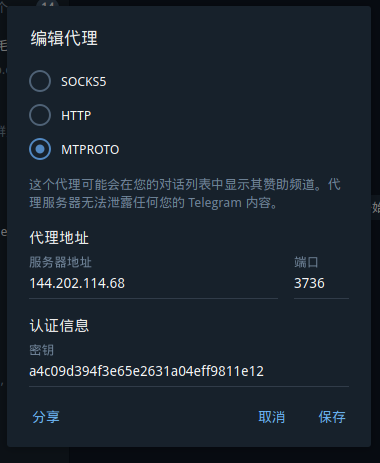 编辑代理
SOCKS5
HTTP
MTPROTO
这个代理可能会在您的对话列表中显示其赞助频道。代
理服务器无法泄露任何您的 Telegram 内容。
代理地址
服务器地址 端口
144.202.114.68 3736
认证信息
密钥
a4c09d394f3e65e2631a04eff9811e12
分享 取消 保存